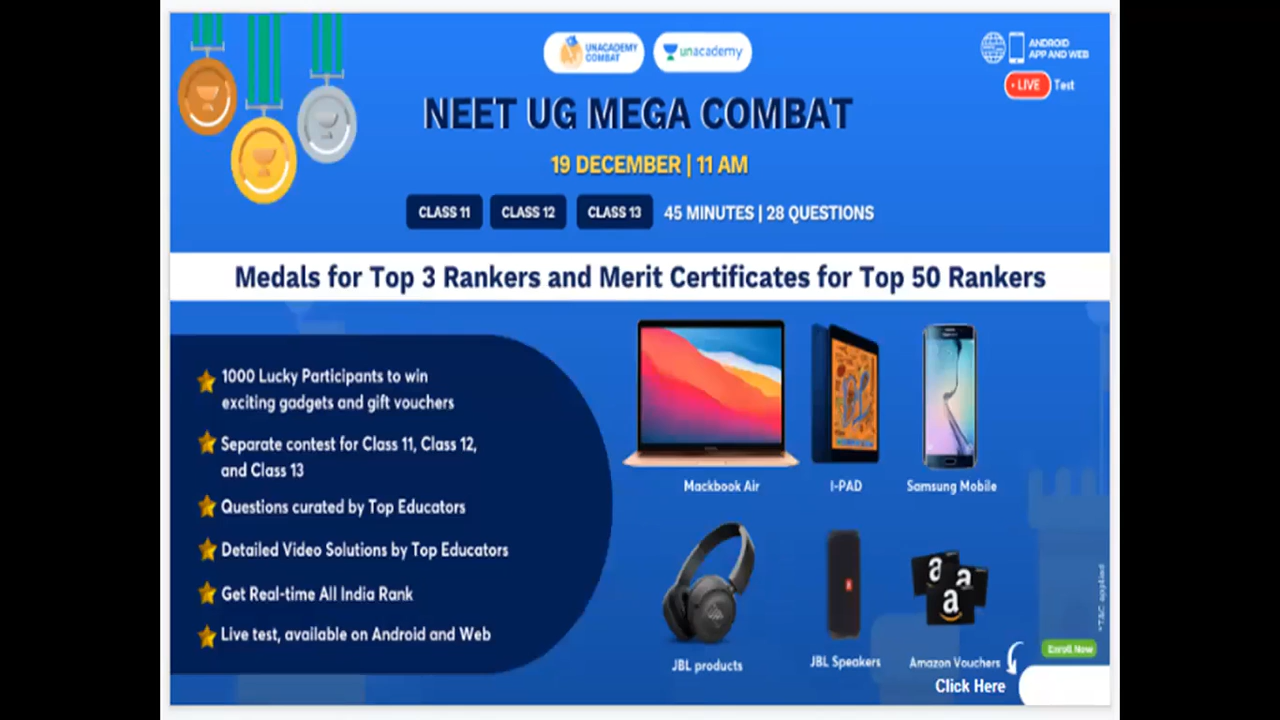 UNACADEMY
COMBAT
unacademy
ANDROID
APP AND WEB
• LIVE Test
NEET UG MEGA COMBAT
19 DECEMBER | 11 AM
CLASS 11 CLASS 12 CLASS 13 45 MINUTES | 28 QUESTIONS
Medals for Top 3 Rankers and Merit Certificates for Top 50 Rankers
1000 Lucky Participants to win
exciting gadgets and gift vouchers
Separate contest for Class 11, Class 12,
and Class 13
Questions curated by Top Educators
Detailed Video Solutions by Top Educators
Get Real-time All India Rank
Live test, available on Android and Web
Mackbook Air I-PAD Samsung Mobile
JBL products JBL Speakers Amazon Vouchers
*T&C applied
Enroll Now
Click Here